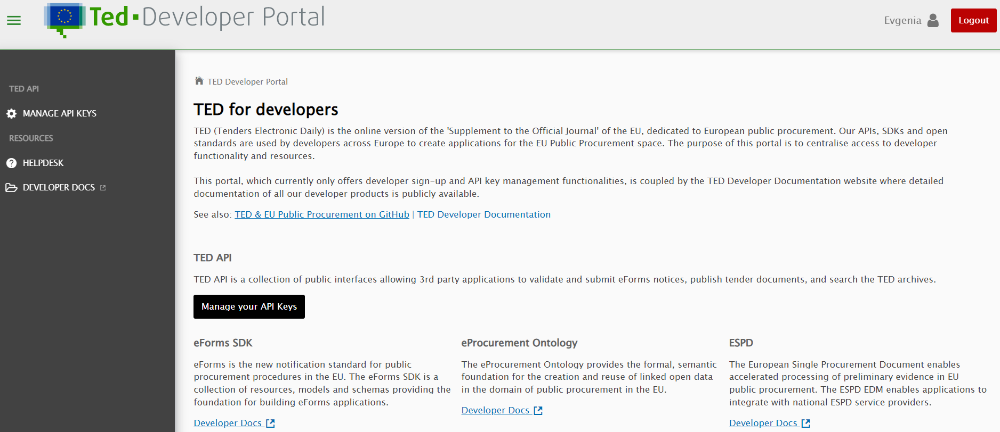 Ted Developer Portal
Evgenia
Logout
TED API
MANAGE API KEYS
RESOURCES
HELPDESK
DEVELOPER DOCS
TED Developer Portal
TED for developers
TED (Tenders Electronic Daily) is the online version of the 'Supplement to the Official Journal' of the EU, dedicated to European public procurement. Our APIs, SDKs and open
standards are used by developers across Europe to create applications for the EU Public Procurement space. The purpose of this portal is to centralise access to developer
functionality and resources.
This portal, which currently only offers developer sign-up and API key management functionalities, is coupled by the TED Developer Documentation website where detailed
documentation of all our developer products is publicly available.
See also: TED & EU Public Procurement on GitHub | TED Developer Documentation
TED API
TED API is a collection of public interfaces allowing 3rd party applications to validate and submit eForms notices, publish tender documents, and search the TED archives.
Manage your API Keys
eForms SDK
eForms is the new notification standard for public
procurement procedures in the EU. The eForms SDK is a
collection of resources, models and schemas providing the
foundation for building eForms applications.
Developer Docs
eProcurement Ontology
The eProcurement Ontology provides the formal, semantic
foundation for the creation and reuse of linked open data
in the domain of public procurement in the EU.
Developer Docs
ESPD
The European Single Procurement Document enables
accelerated processing of preliminary evidence in EU
public procurement. The ESPD EDM enables applications to
integrate with national ESPD service providers.
Developer Docs